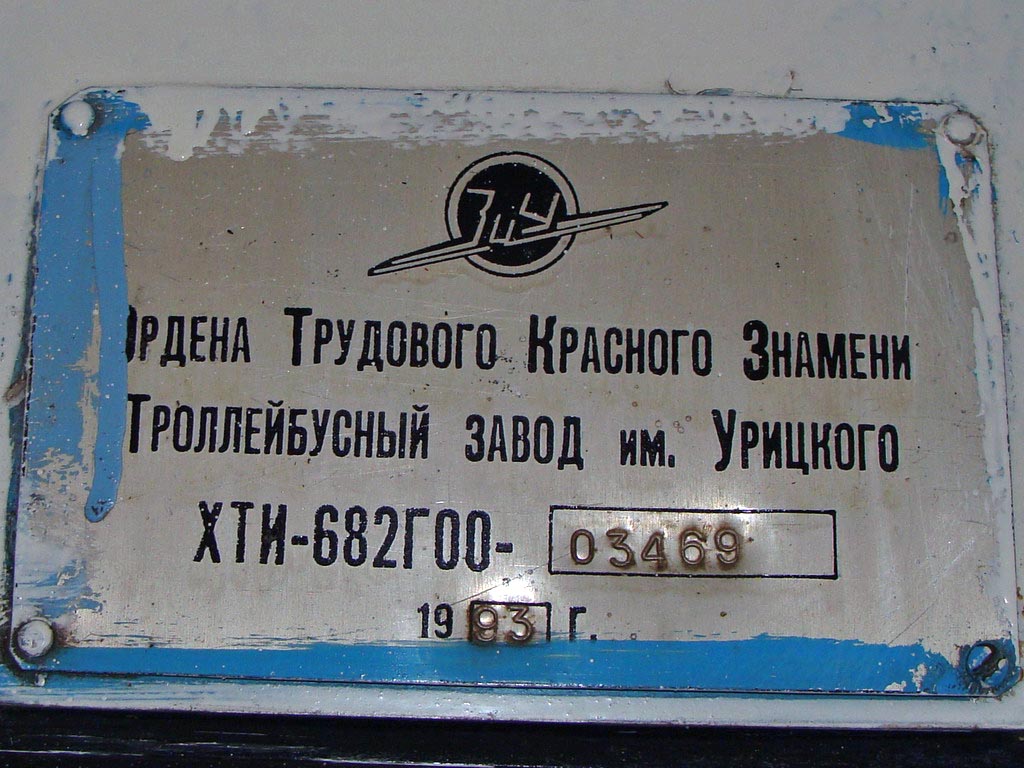 ЗиУ
Ордена Трудового Красного Знамени
Троллейбусный завод им. Урицкого
ХТИ-682Г00- 03469
1993 г.